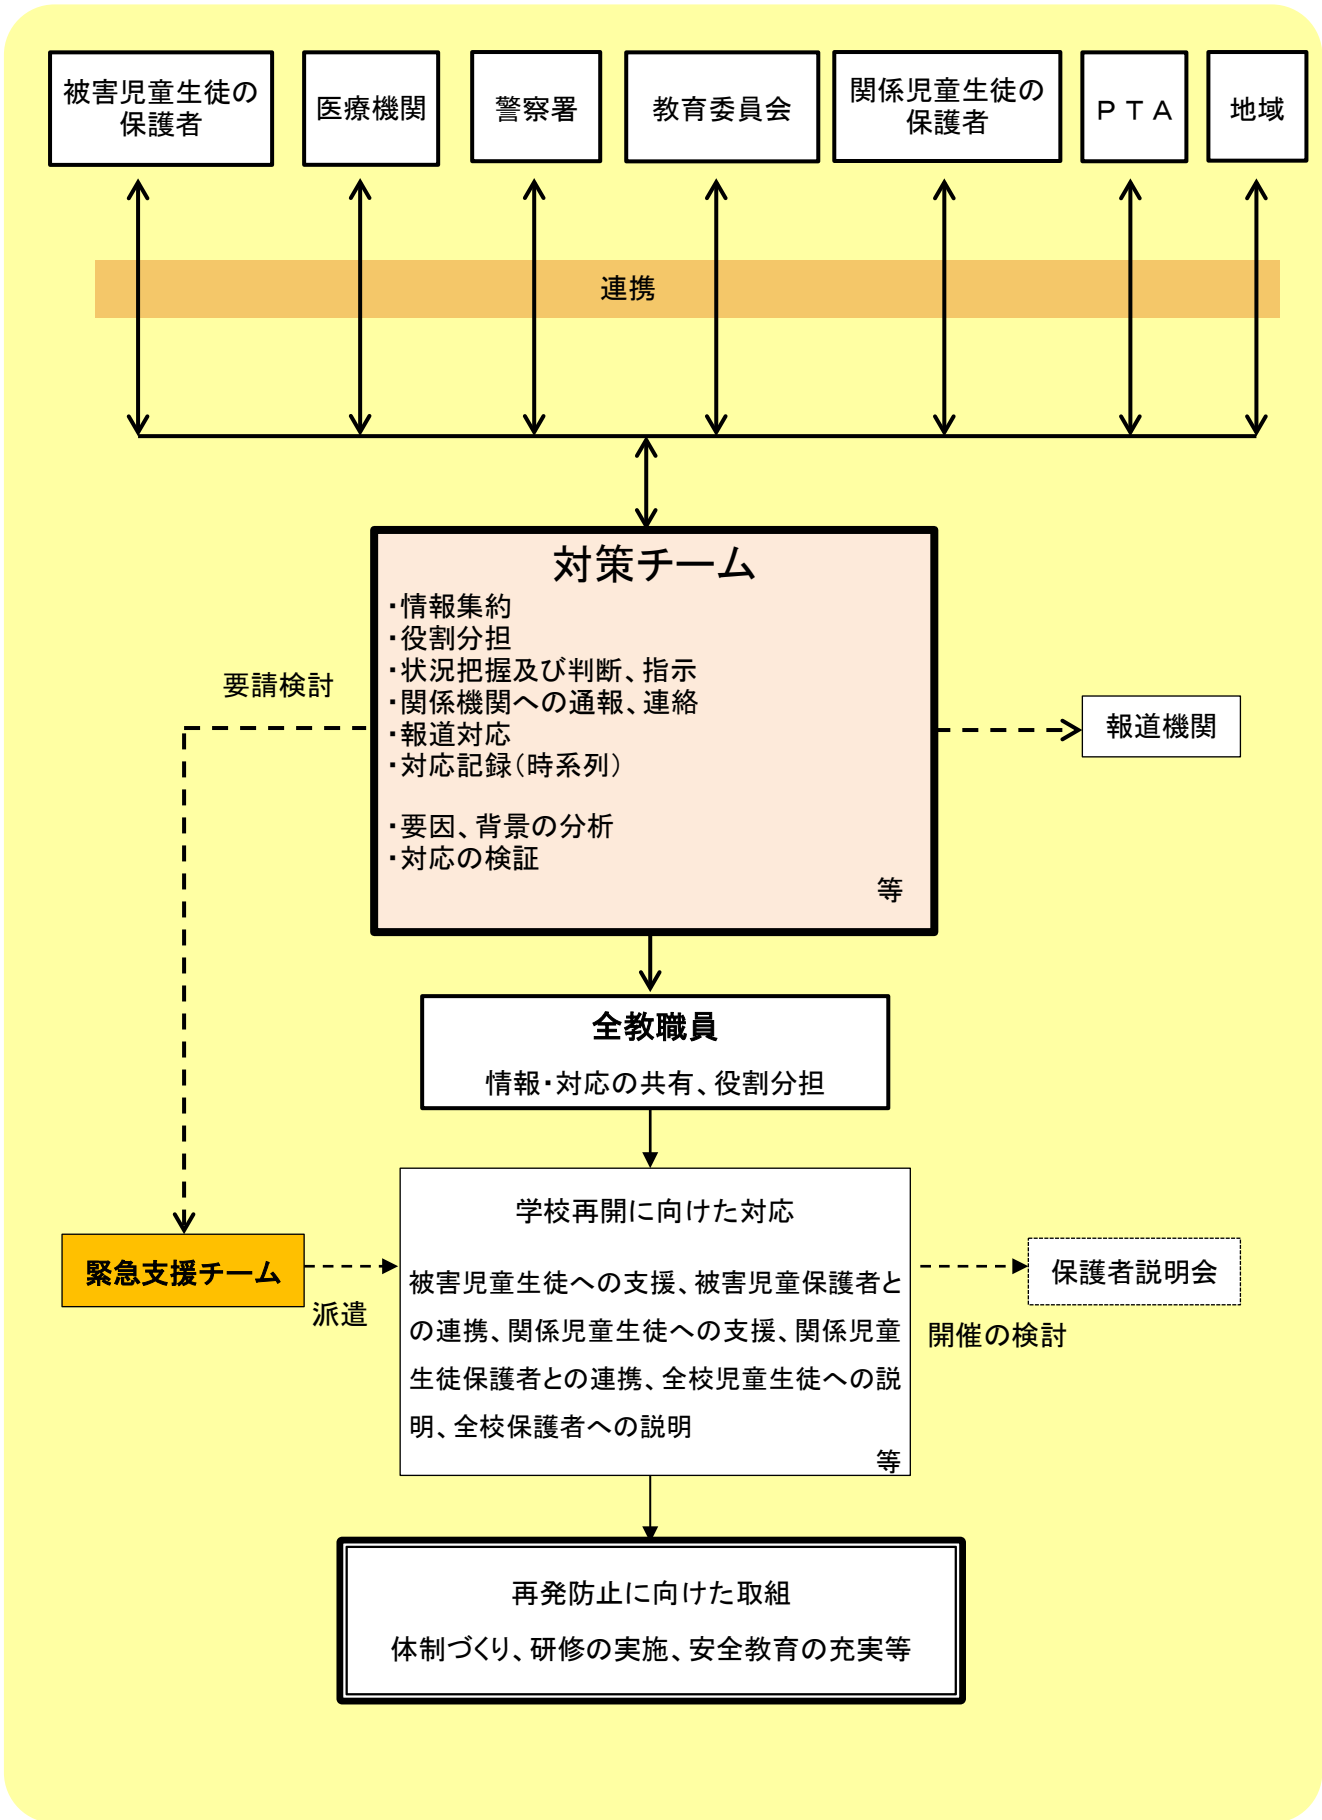 被害児童生徒の
保護者
医療機関
警察署
教育委員会
関係児童生徒の
保護者
ＰＴＡ
地域
連携
対策チーム
・情報集約
・役割分担
・状況把握及び判断、指示
・関係機関への通報、連絡
・報道対応
・対応記録（時系列）
・要因、背景の分析
・対応の検証
等
要請検討
報道機関
全教職員
情報・対応の共有、役割分担
学校再開に向けた対応
被害児童生徒への支援、被害児童保護者と
の連携、関係児童生徒への支援、関係児童
生徒保護者との連携、全校児童生徒への説
明、全校保護者への説明
等
緊急支援チーム
派遣
保護者説明会
開催の検討
再発防止に向けた取組
体制づくり、研修の実施、安全教育の充実等